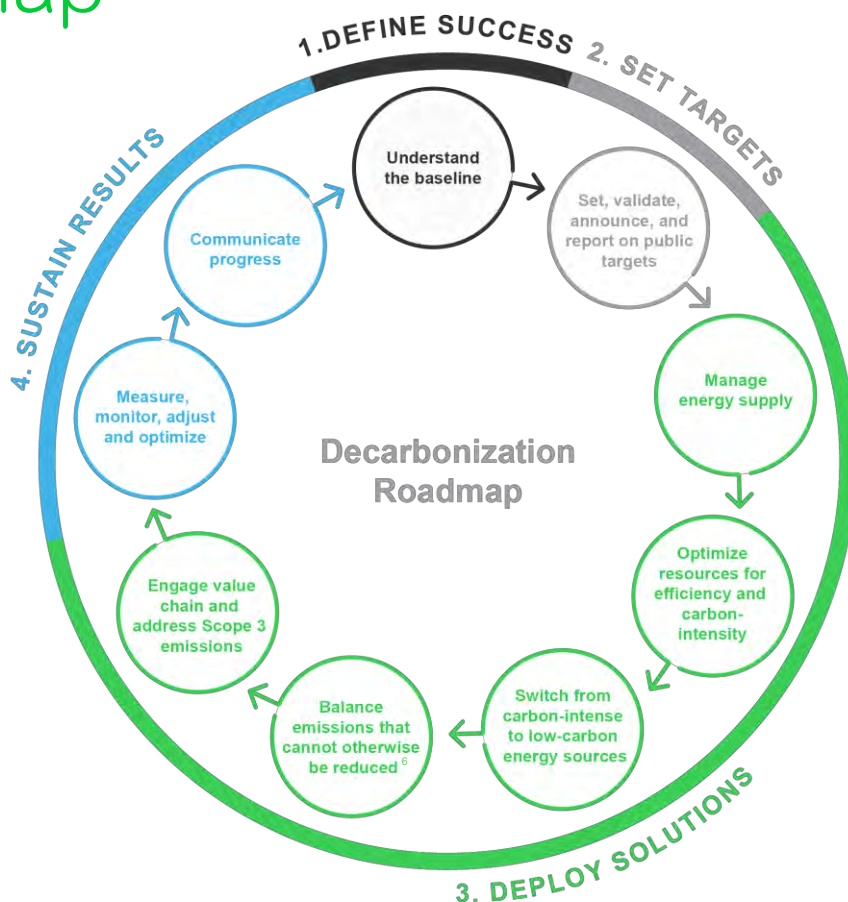 1.DEFINE SUCCESS
2. SET TARGETS
Understand
the baseline
Set, validate,
announce, and
report on public
targets
Manage
energy supply
Optimize
resources for
efficiency and
carbon-
intensity
Switch from
carbon-intense
to low-carbon
energy sources
3. DEPLOY SOLUTIONS
Balance
emissions that
cannot otherwise
be reduced 6
Engage value
chain and
address Scope 3
emissions
Measure,
monitor, adjust
and optimize
Communicate
progress
4. SUSTAIN RESULTS
Decarbonization
Roadmap